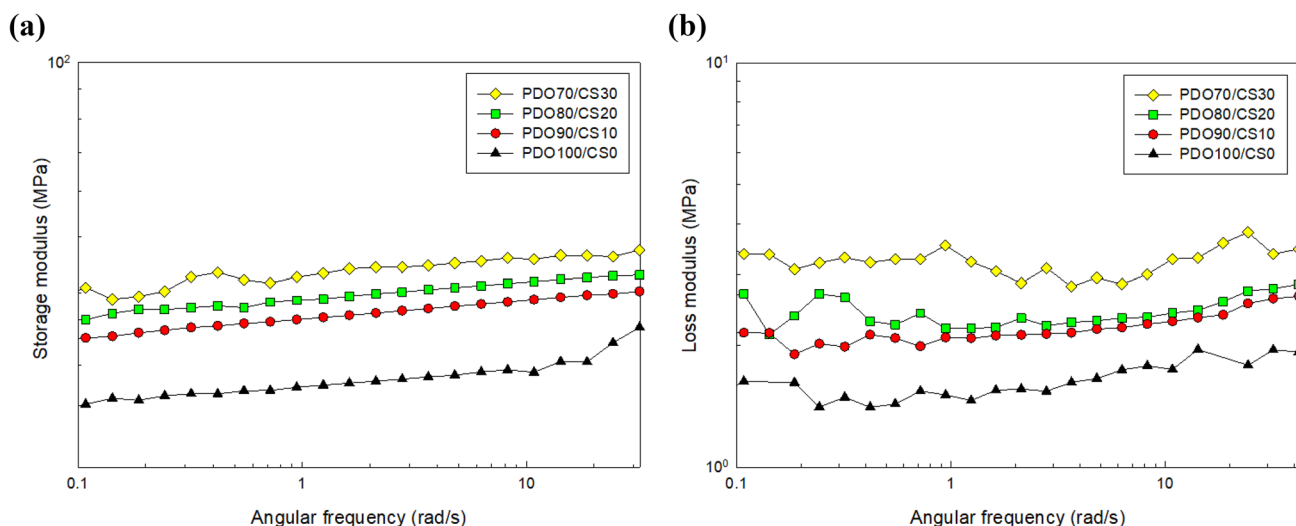 (a)
10²
Storage modulus (MPa)
PDO70/CS30
PDO80/CS20
PDO90/CS10
PDO100/CS0
0.1
1
10
Angular frequency (rad/s)
(b)
10¹
Loss modulus (MPa)
PDO70/CS30
PDO80/CS20
PDO90/CS10
PDO100/CS0
10⁰
0.1
1
10
Angular frequency (rad/s)